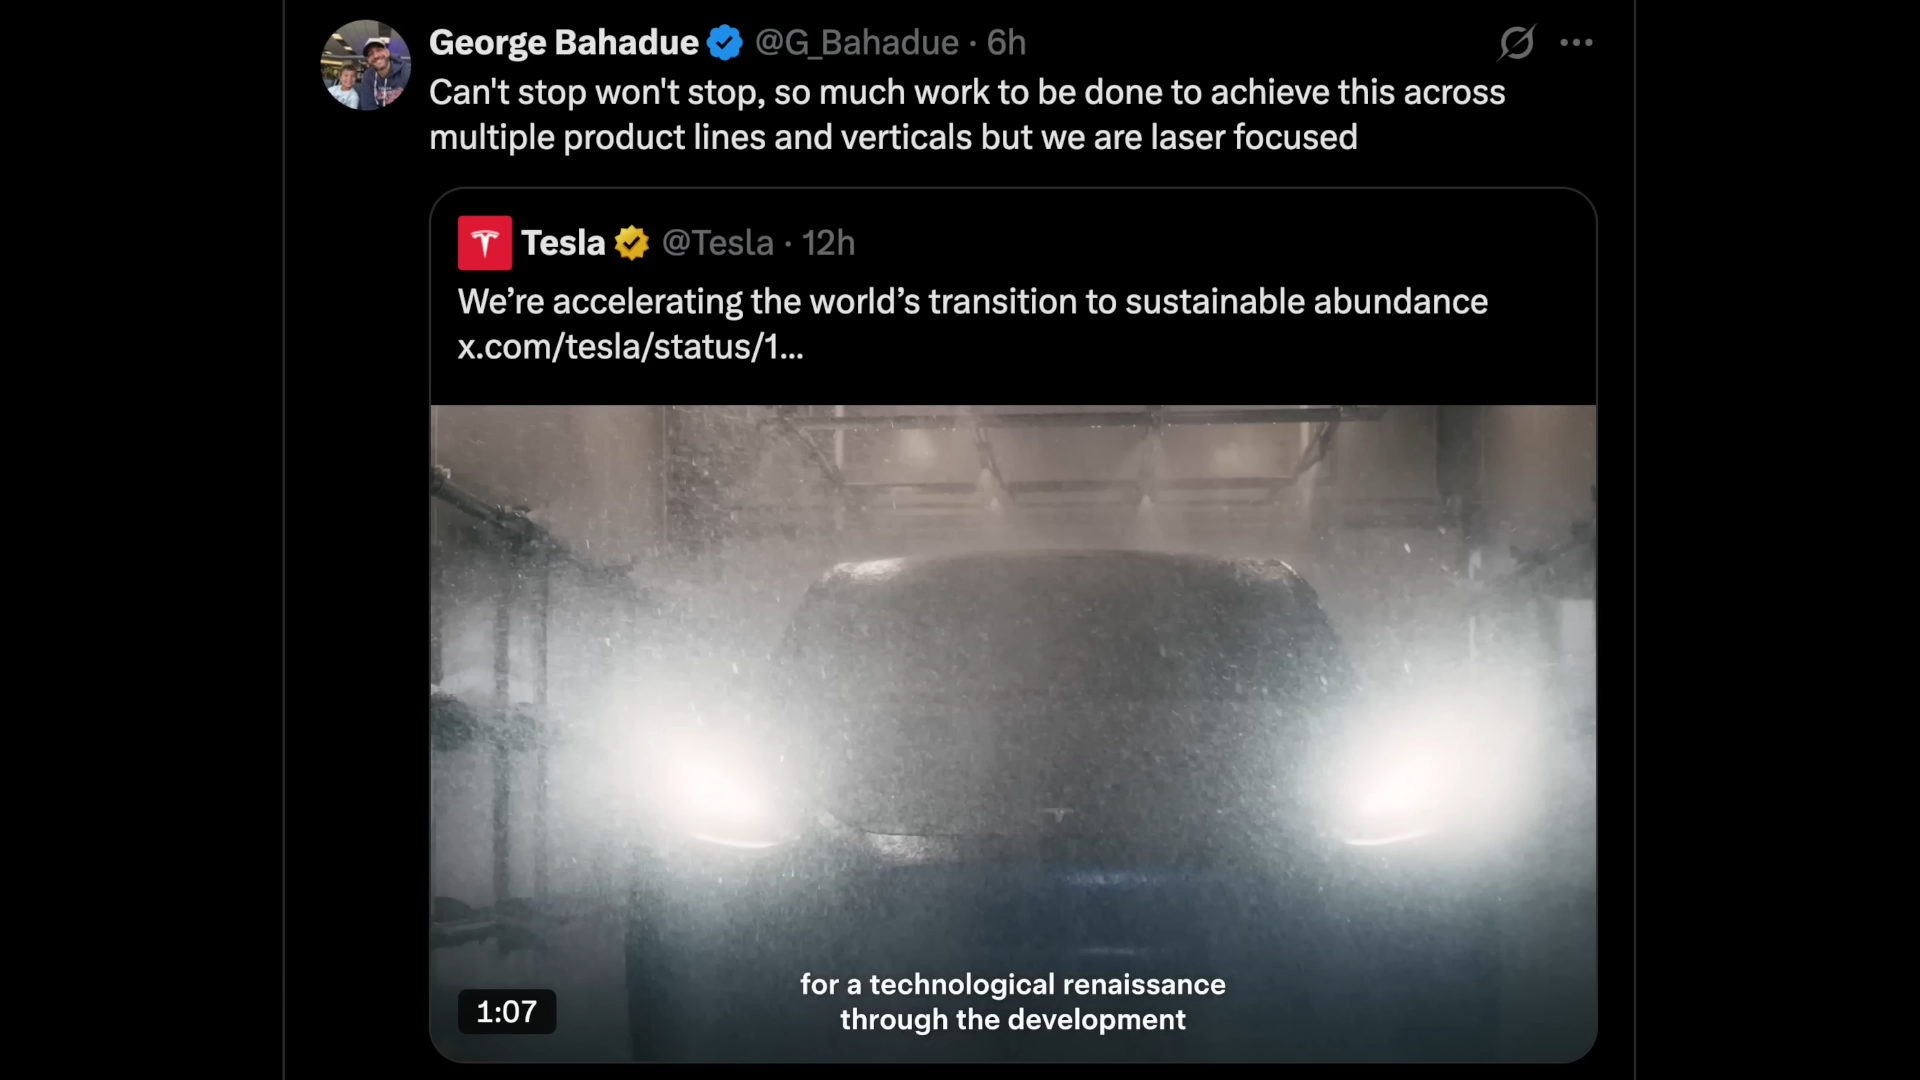 George Bahadue @G_Bahadue · 6h
Can't stop won't stop, so much work to be done to achieve this across
multiple product lines and verticals but we are laser focused
Tesla @Tesla · 12h
We’re accelerating the world’s transition to sustainable abundance
x.com/tesla/status/1...
for a technological renaissance
through the development
1:07